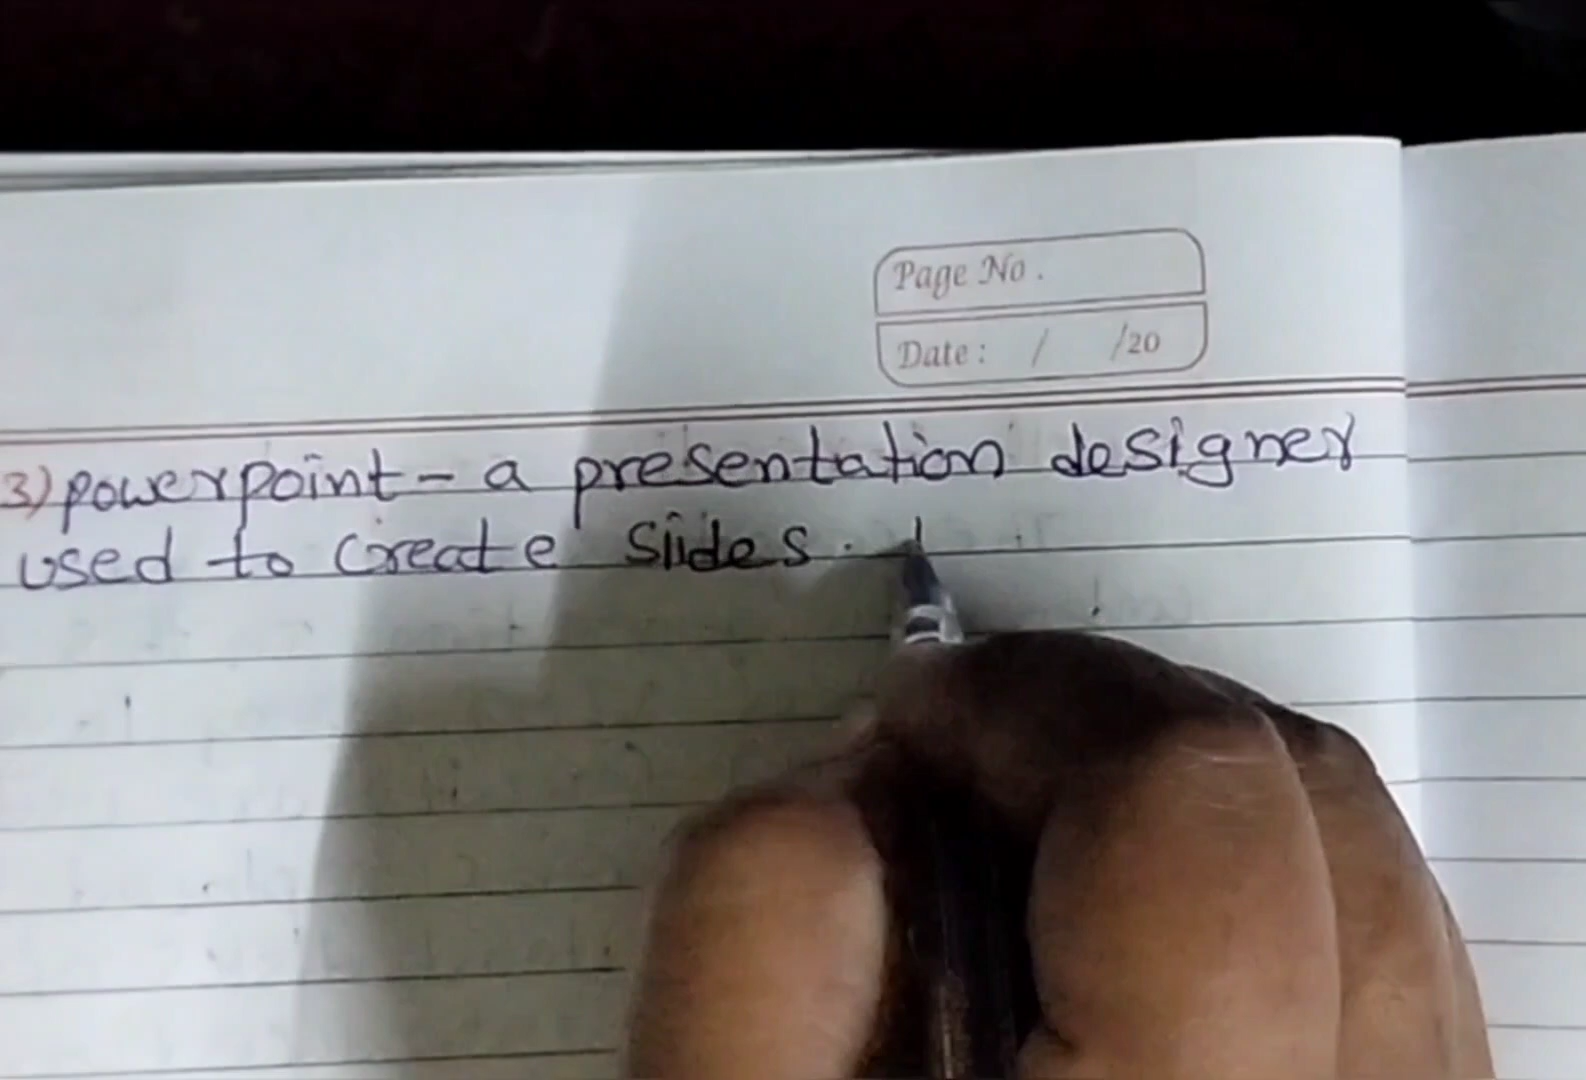 Page No.
Date: / /20
3) powerpoint - a presentation designer
used to create slides.